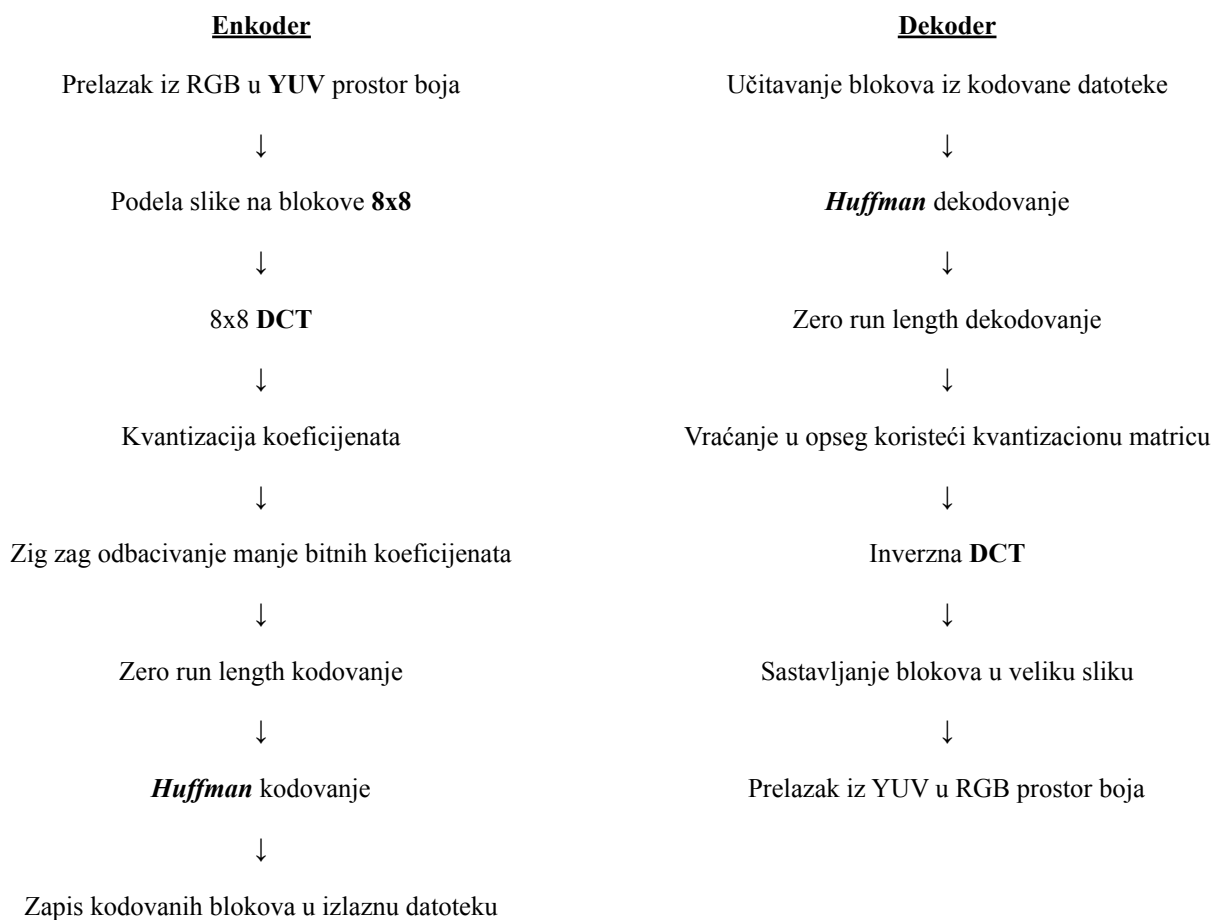 Enkoder
Prelazak iz RGB u YUV prostor boja
↓
Podela slike na blokove 8x8
↓
8x8 DCT
↓
Kvantizacija koeficijenata
↓
Zig zag odbacivanje manje bitnih koeficijenata
↓
Zero run length kodovanje
↓
Huffman kodovanje
↓
Zapis kodovanih blokova u izlaznu datoteku
Dekoder
Učitavanje blokova iz kodovane datoteke
↓
Huffman dekodovanje
↓
Zero run length dekodovanje
↓
Vraćanje u opseg koristeći kvantizacionu matricu
↓
Inverzna DCT
↓
Sastavljanje blokova u veliku sliku
↓
Prelazak iz YUV u RGB prostor boja